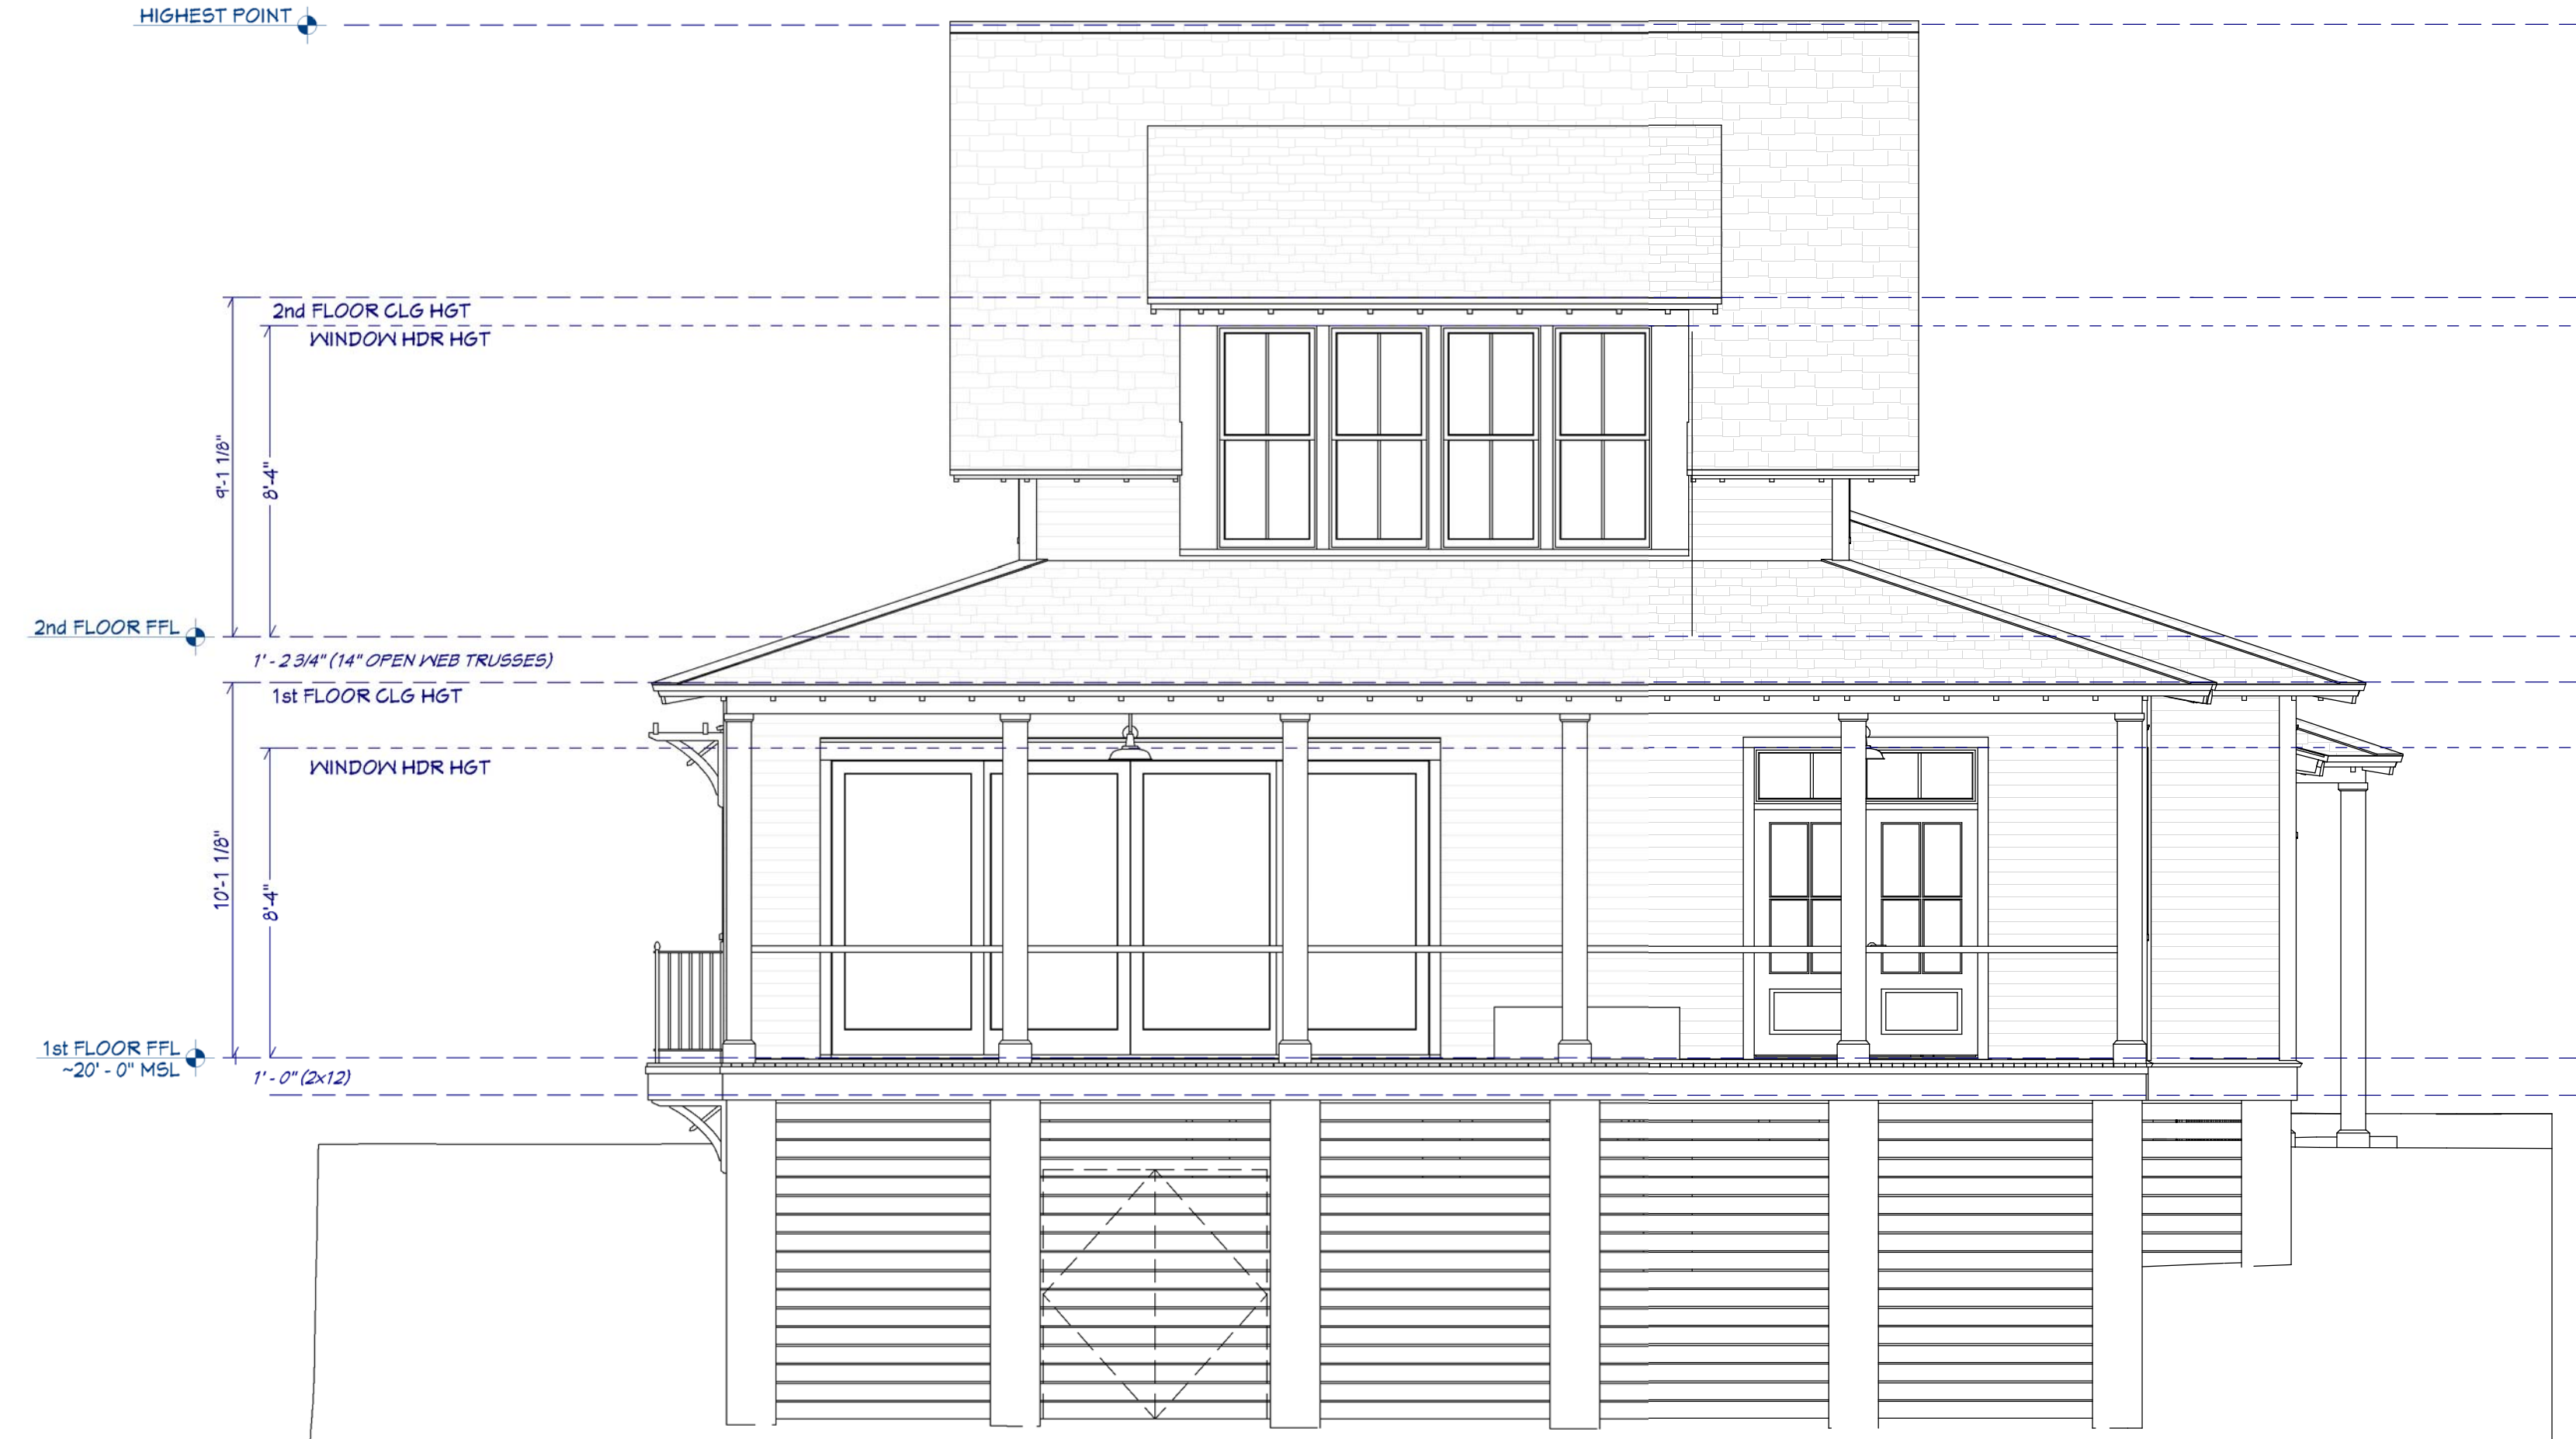 HIGHEST POINT
2nd FLOOR CLG HGT
WINDOW HDR HGT
9'-1 1/8"
8'-4"
2nd FLOOR FFL
1' - 2 3/4" (14" OPEN WEB TRUSSES)
1st FLOOR CLG HGT
WINDOW HDR HGT
10'-1 1/8"
8'-4"
1st FLOOR FFL
~20' - 0" MSL
1' - 0" (2x12)